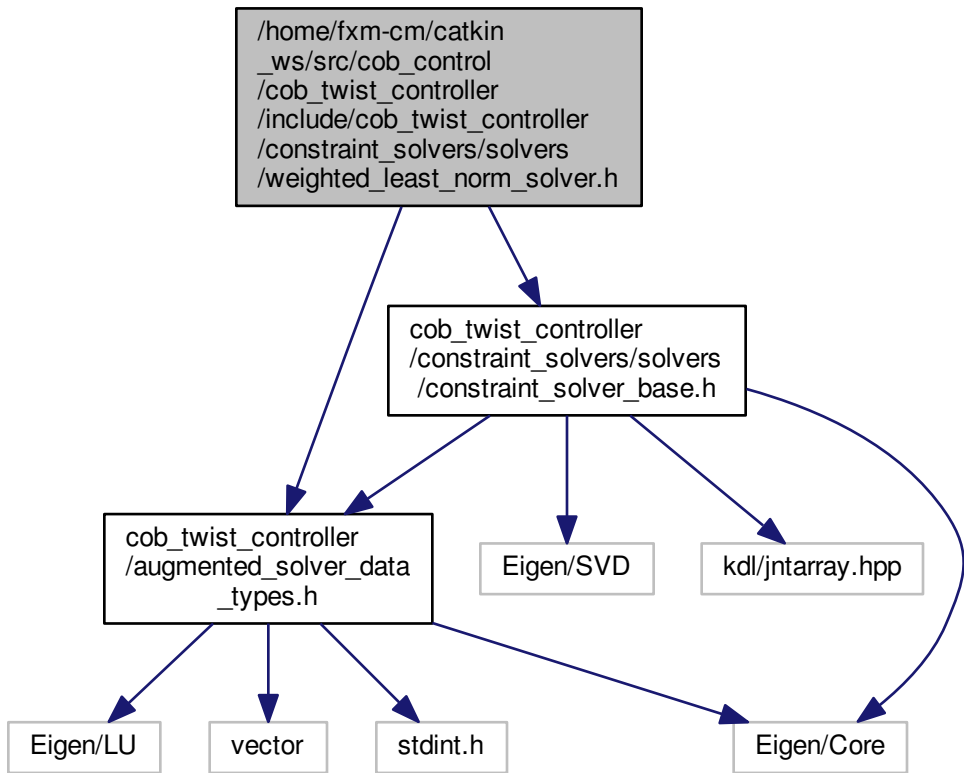 /home/fxm-cm/catkin
_ws/src/cob_control
/cob_twist_controller
/include/cob_twist_controller
/constraint_solvers/solvers
/weighted_least_norm_solver.h
cob_twist_controller
/constraint_solvers/solvers
/constraint_solver_base.h
cob_twist_controller
/augmented_solver_data
_types.h
Eigen/SVD
kdl/jntarray.hpp
Eigen/LU
vector
stdint.h
Eigen/Core